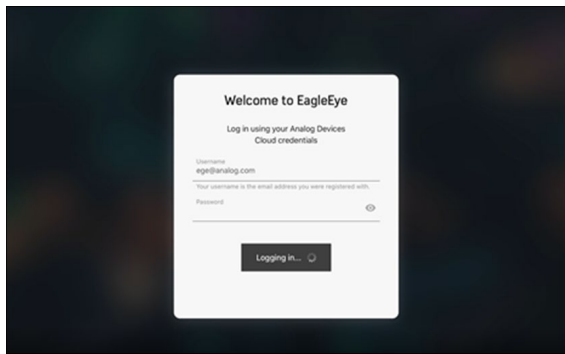 Welcome to EagleEye
Log in using your Analog Devices
Cloud credentials
Username
ege@analog.com
Your username is the email address you were registered with.
Password
Logging in...